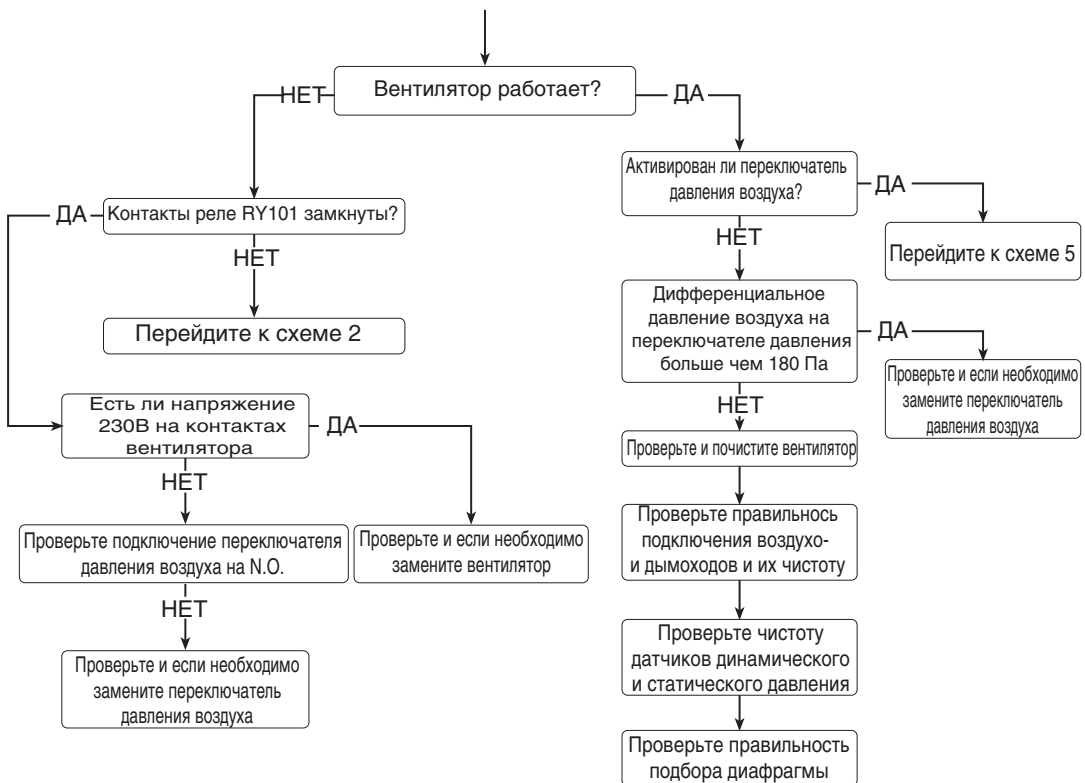 Вентилятор работает?
НЕТ
ДА
Активирован ли переключатель
давления воздуха?
ДА
НЕТ
Перейдите к схеме 5
ДА
Контакты реле RY101 замкнуты?
НЕТ
Перейдите к схеме 2
Дифференциальное
давление воздуха на
переключателе давления
больше чем 180 Па
ДА
НЕТ
Проверьте и если необходимо
замените переключатель
давления воздуха
Есть ли напряжение
230В на контактах
вентилятора
ДА
НЕТ
Проверьте и почистите вентилятор
Проверьте подключение переключателя
давления воздуха на N.O.
Проверьте и если необходимо
замените вентилятор
Проверьте правильнось
подключения воздухо-
и дымоходов и их чистоту
НЕТ
Проверьте и если необходимо
замените переключатель
давления воздуха
Проверьте чистоту
датчиков динамического
и статического давления
Проверьте правильность
подбора диафрагмы